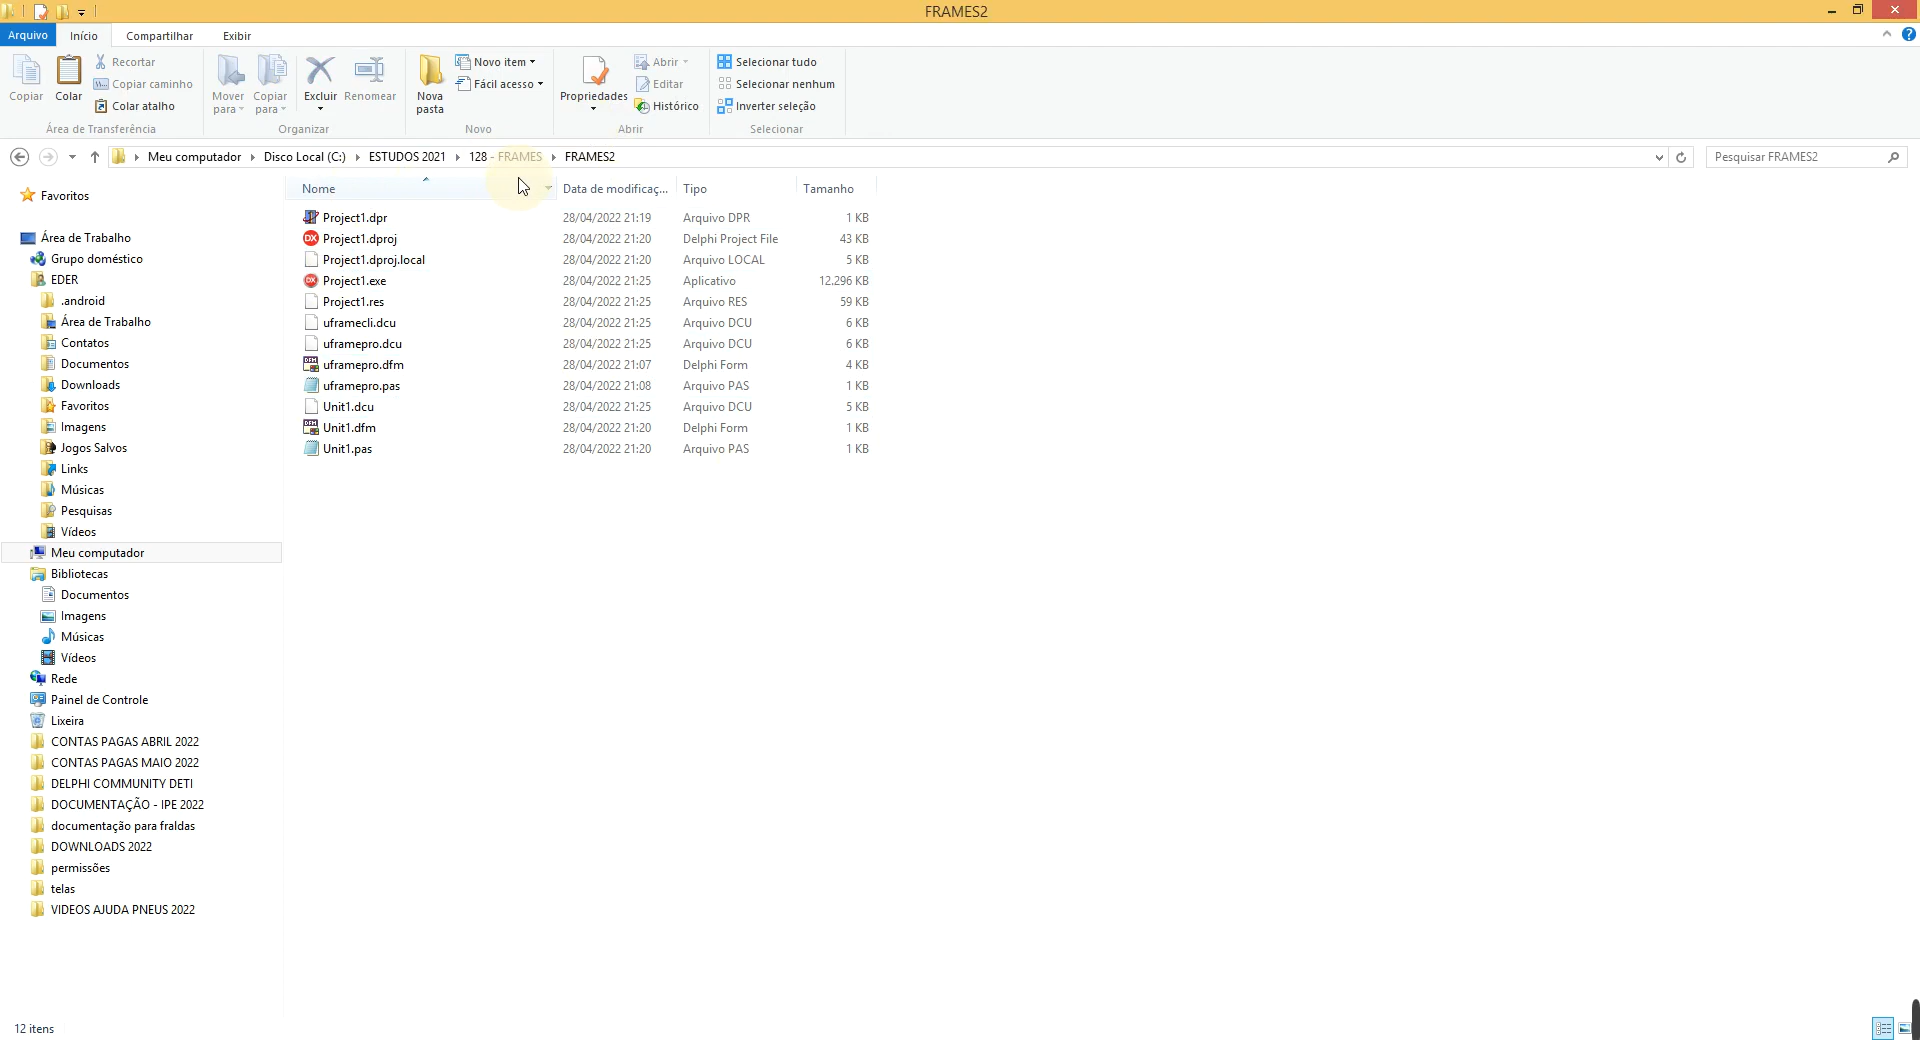 FRAMES2
Arquivo Início Compartilhar Exibir
Copiar
Colar
Recortar
Copiar caminho
Colar atalho
Área de Transferência
Mover para
Copiar para
Excluir
Renomear
Organizar
Nova pasta
Novo item
Fácil acesso
Novo
Propriedades
Abrir
Editar
Histórico
Abrir
Selecionar tudo
Selecionar nenhum
Inverter seleção
Selecionar
Meu computador Disco Local (C:) ESTUDOS 2021 128 - FRAMES FRAMES2
Pesquisar FRAMES2
Favoritos
Área de Trabalho
Grupo doméstico
EDER
.android
Área de Trabalho
Contatos
Documentos
Downloads
Favoritos
Imagens
Jogos Salvos
Links
Músicas
Pesquisas
Vídeos
Meu computador
Bibliotecas
Documentos
Imagens
Músicas
Vídeos
Rede
Painel de Controle
Lixeira
CONTAS PAGAS ABRIL 2022
CONTAS PAGAS MAIO 2022
DELPHI COMMUNITY DETI
DOCUMENTAÇÃO - IPE 2022
documentação para fraldas
DOWNLOADS 2022
permissões
telas
VIDEOS AJUDA PNEUS 2022
Nome Data de modificaç... Tipo Tamanho
Project1.dpr 28/04/2022 21:19 Arquivo DPR 1 KB
Project1.dproj 28/04/2022 21:20 Delphi Project File 43 KB
Project1.dproj.local 28/04/2022 21:20 Arquivo LOCAL 5 KB
Project1.exe 28/04/2022 21:25 Aplicativo 12.296 KB
Project1.res 28/04/2022 21:25 Arquivo RES 59 KB
uframecli.dcu 28/04/2022 21:25 Arquivo DCU 6 KB
uframepro.dcu 28/04/2022 21:25 Arquivo DCU 6 KB
uframepro.dfm 28/04/2022 21:07 Delphi Form 4 KB
uframepro.pas 28/04/2022 21:08 Arquivo PAS 1 KB
Unit1.dcu 28/04/2022 21:25 Arquivo DCU 5 KB
Unit1.dfm 28/04/2022 21:20 Delphi Form 1 KB
Unit1.pas 28/04/2022 21:20 Arquivo PAS 1 KB
12 itens